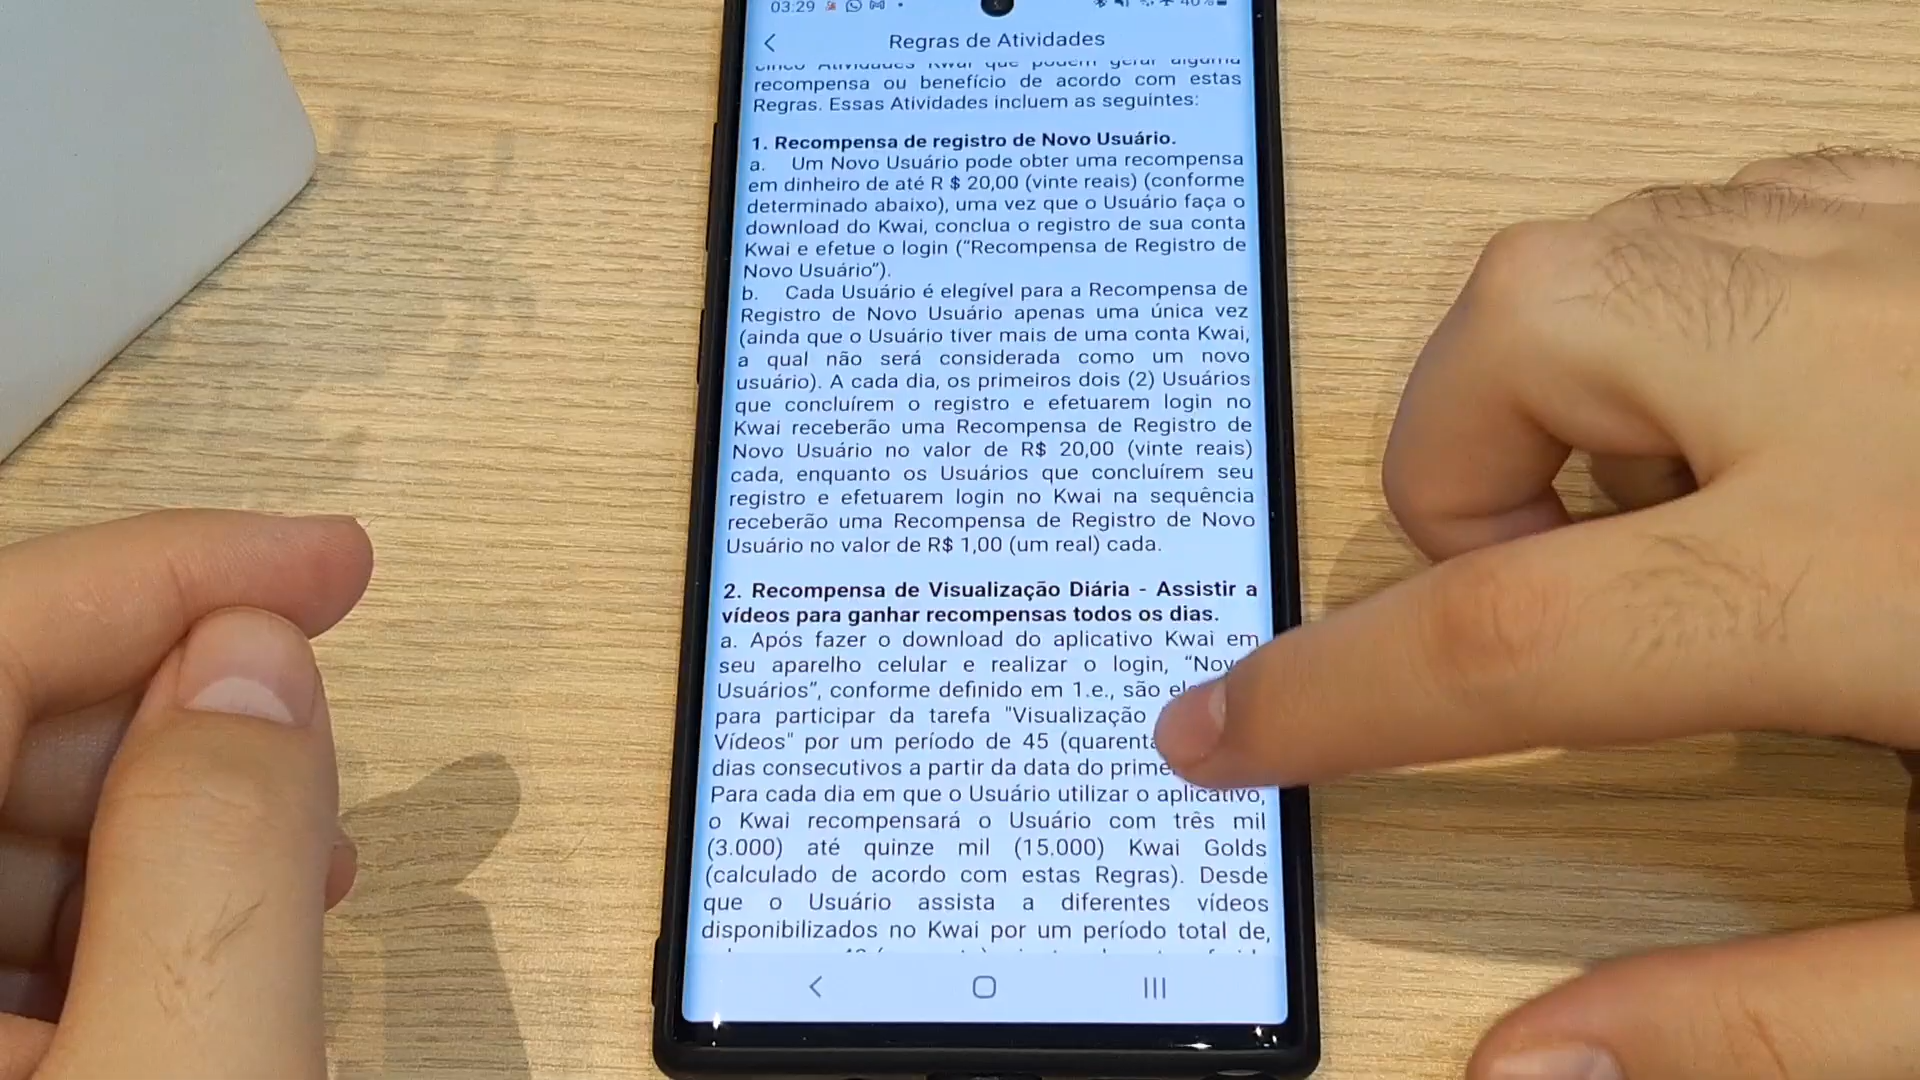 03:29
Regras de Atividades
cinco Atividades Kwai que podem gerar alguma
recompensa ou benefício de acordo com estas
Regras. Essas Atividades incluem as seguintes:
1. Recompensa de registro de Novo Usuário.
a. Um Novo Usuário pode obter uma recompensa
em dinheiro de até R $ 20,00 (vinte reais) (conforme
determinado abaixo), uma vez que o Usuário faça o
download do Kwai, conclua o registro de sua conta
Kwai e efetue o login (“Recompensa de Registro de
Novo Usuário”).
b. Cada Usuário é elegível para a Recompensa de
Registro de Novo Usuário apenas uma única vez
(ainda que o Usuário tiver mais de uma conta Kwai,
a qual não será considerada como um novo
usuário). A cada dia, os primeiros dois (2) Usuários
que concluírem o registro e efetuarem login no
Kwai receberão uma Recompensa de Registro de
Novo Usuário no valor de R$ 20,00 (vinte reais)
cada, enquanto os Usuários que concluírem seu
registro e efetuarem login no Kwai na sequência
receberão uma Recompensa de Registro de Novo
Usuário no valor de R$ 1,00 (um real) cada.
2. Recompensa de Visualização Diária - Assistir a
vídeos para ganhar recompensas todos os dias.
a. Após fazer o download do aplicativo Kwai em
seu aparelho celular e realizar o login, “Nov
Usuários”, conforme definido em 1.e., são
para participar da tarefa "Visualização
Vídeos" por um período de 45 (quarenta
dias consecutivos a partir da data do prime
Para cada dia em que o Usuário utilizar o aplicativo,
o Kwai recompensará o Usuário com três mil
(3.000) até quinze mil (15.000) Kwai Golds
(calculado de acordo com estas Regras). Desde
que o Usuário assista a diferentes vídeos
disponibilizados no Kwai por um período total de,